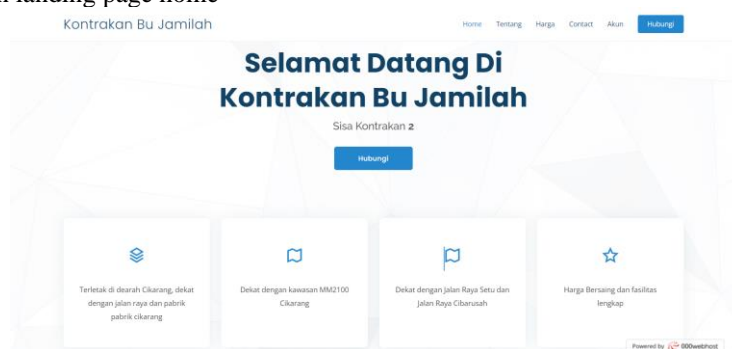 landing page home
Kontrakan Bu Jamilah
Home Tentang Harga Contact Akun Hubungi
Selamat Datang Di
Kontrakan Bu Jamilah
Sisa Kontrakan 2
Hubungi
Terletak di dearah Cikarang, dekat
dengan jalan raya dan pabrik
pabrik cikarang
Dekat dengan kawasan MM2100
Cikarang
Dekat dengan Jalan Raya Setu dan
Jalan Raya Cibarusah
Harga Bersaing dan fasilitas
lengkap
Powered by 000webhost